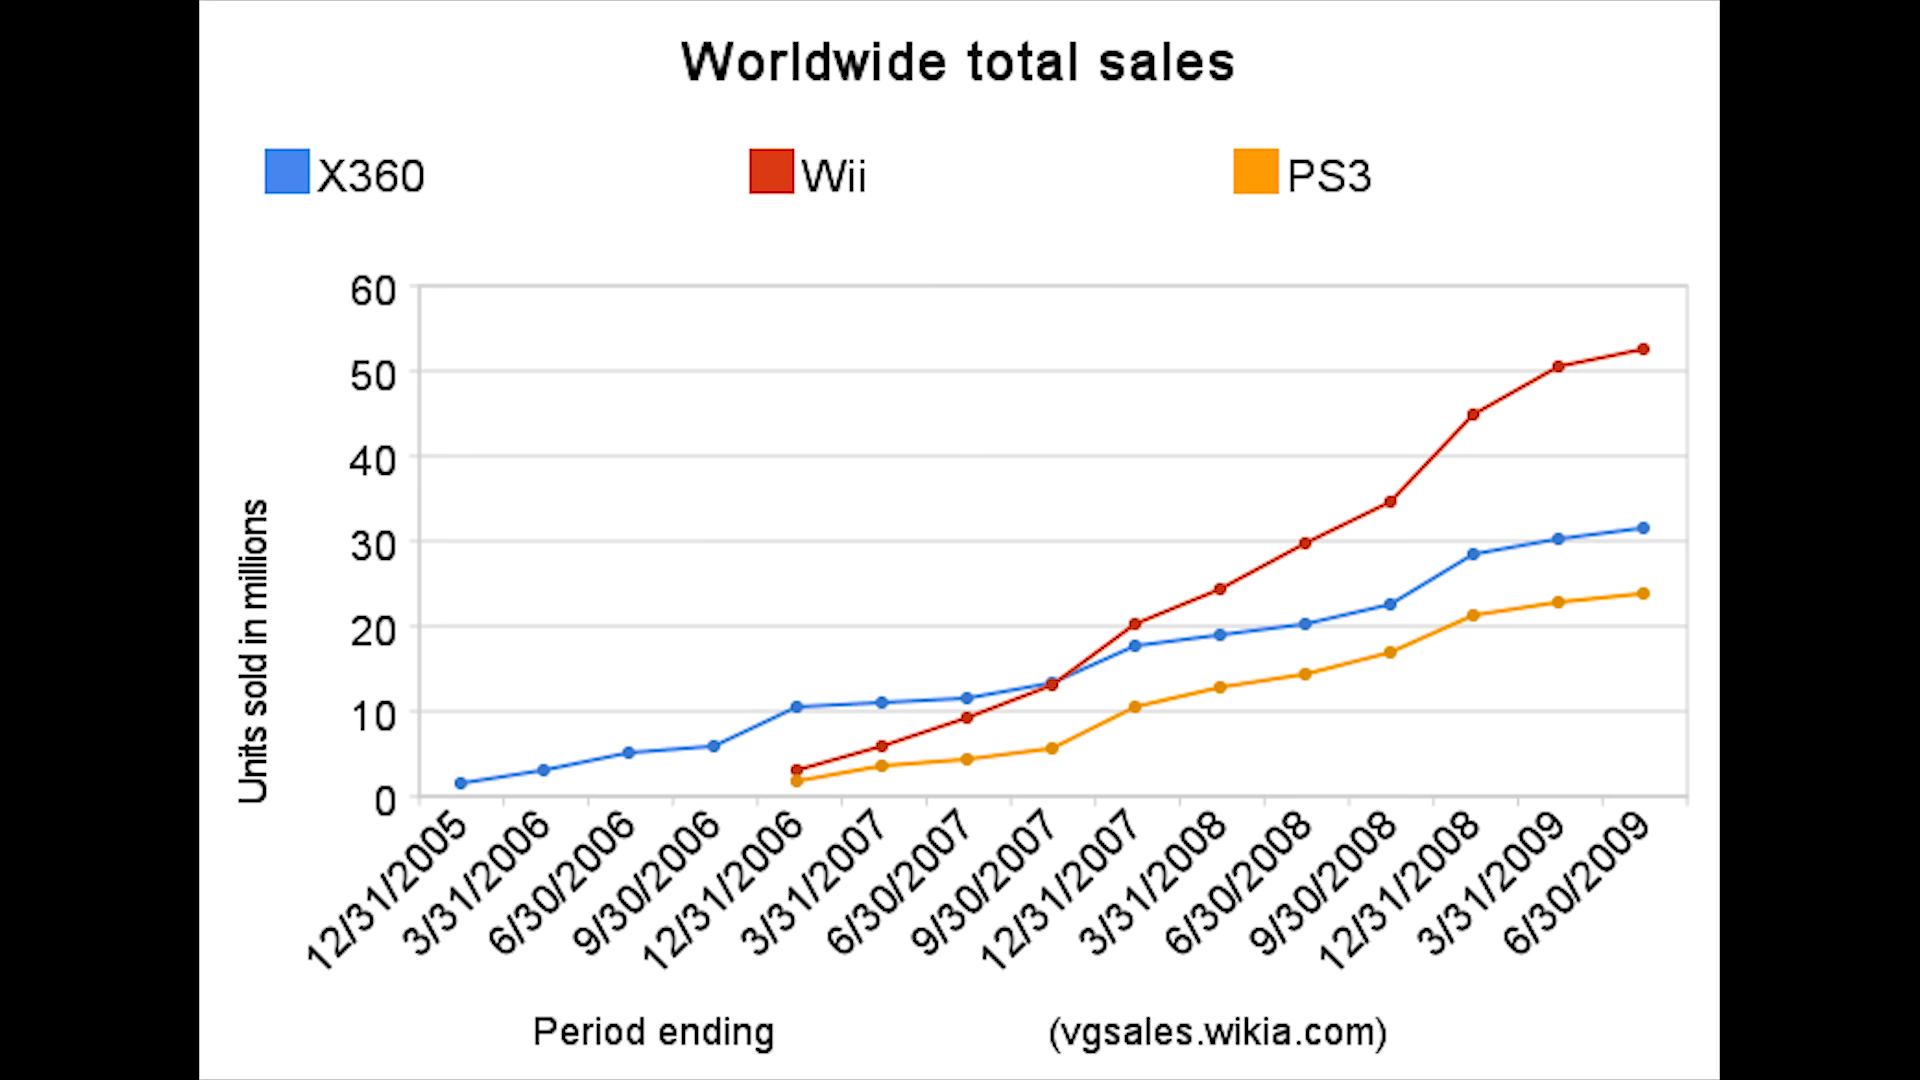 Worldwide total sales
X360 Wii PS3
60
50
40
30
20
10
0
Units sold in millions
12/31/2005 3/31/2006 6/30/2006 9/30/2006 12/31/2006 3/31/2007 6/30/2007 9/30/2007 12/31/2007 3/31/2008 6/30/2008 9/30/2008 12/31/2008 3/31/2009 6/30/2009
Period ending (vgsales.wikia.com)